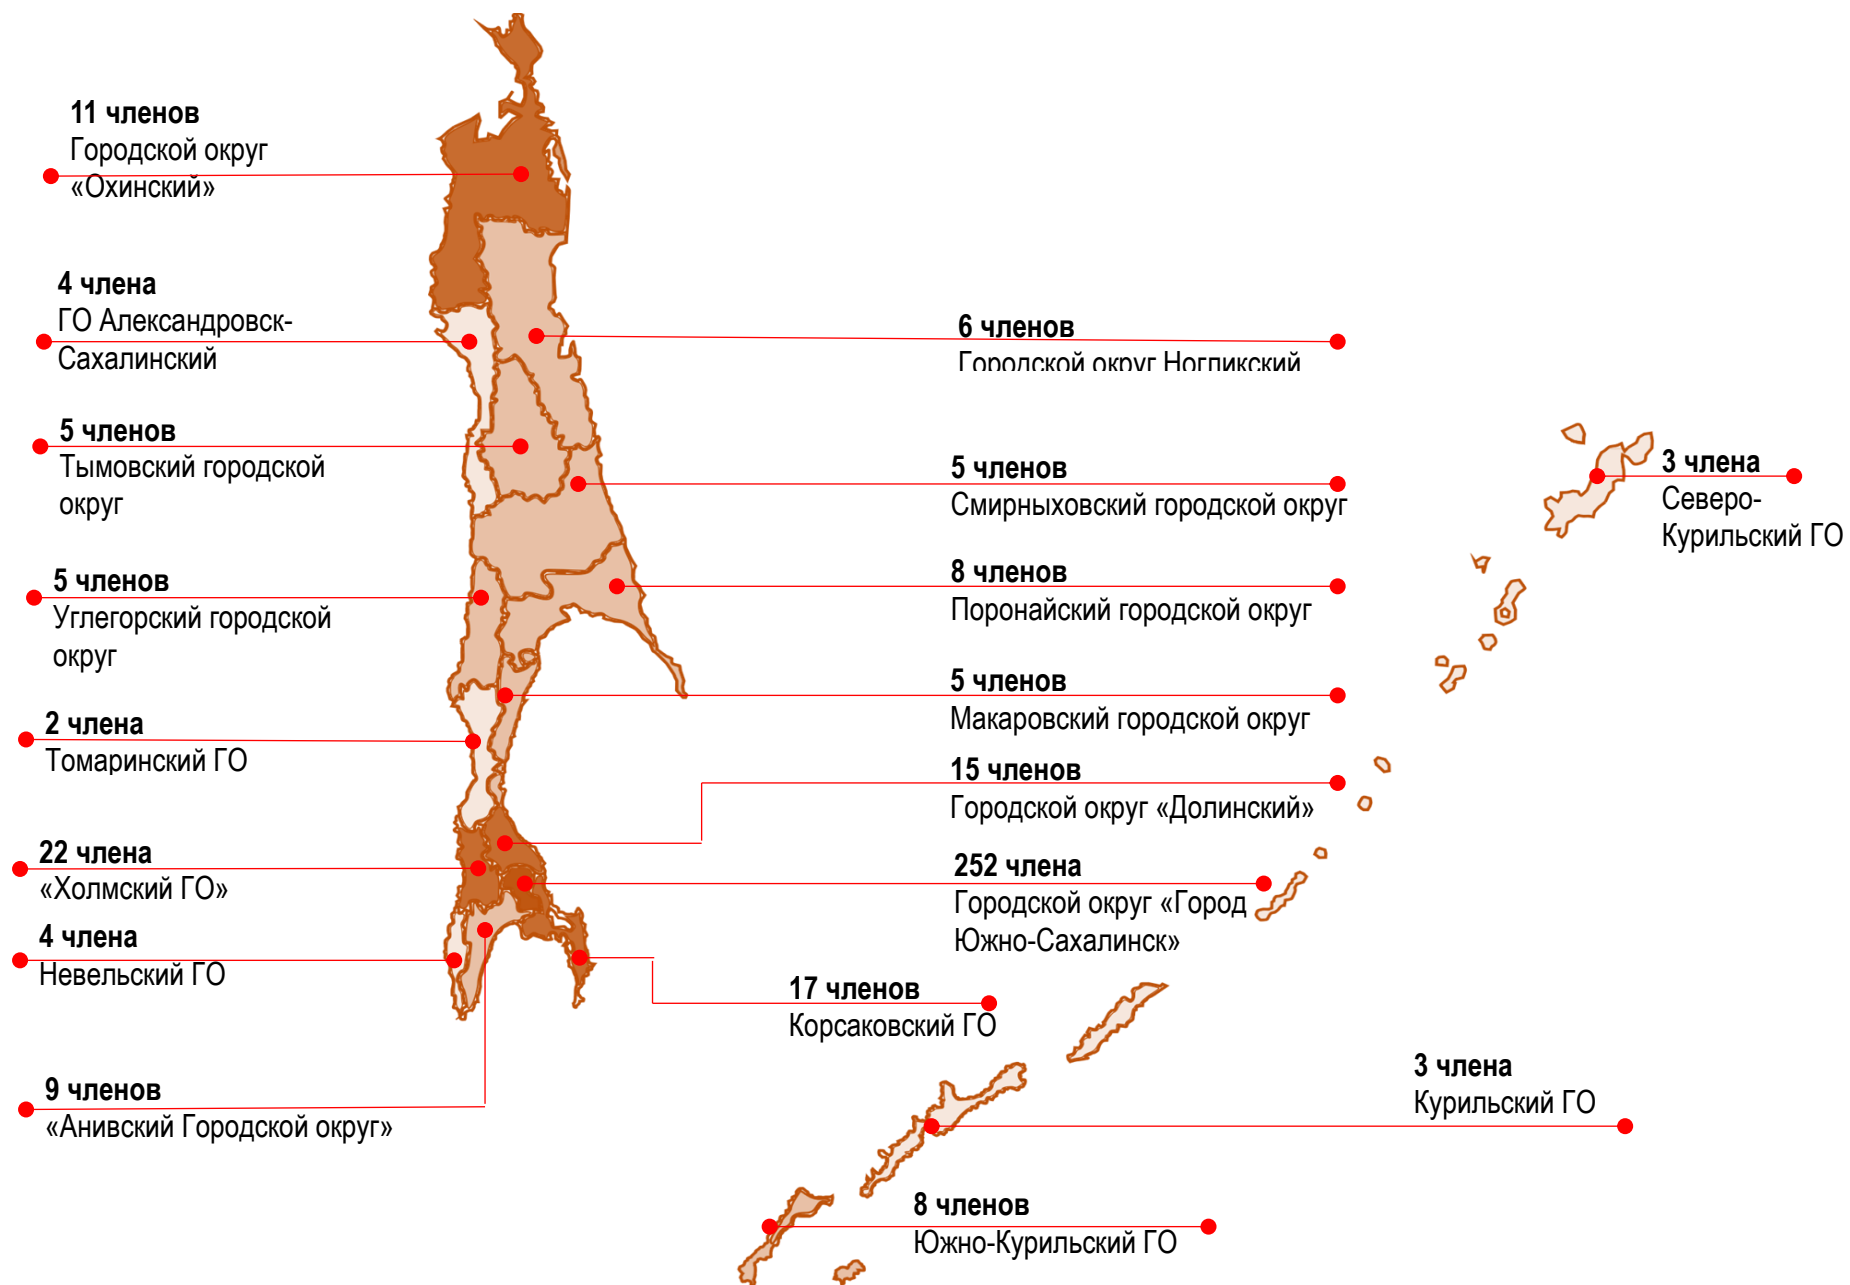 11 членов
Городской округ
«Охинский»
4 члена
ГО Александровск-
Сахалинский
5 членов
Тымовский городской
округ
5 членов
Углегорский городской
округ
2 члена
Томаринский ГО
22 члена
«Холмский ГО»
4 члена
Невельский ГО
9 членов
«Анивский Городской округ»
6 членов
Городской округ Ногликский
5 членов
Смирныховский городской округ
8 членов
Поронайский городской округ
5 членов
Макаровский городской округ
15 членов
Городской округ «Долинский»
252 члена
Городской округ «Город
Южно-Сахалинск»
17 членов
Корсаковский ГО
3 члена
Северо-
Курильский ГО
3 члена
Курильский ГО
8 членов
Южно-Курильский ГО